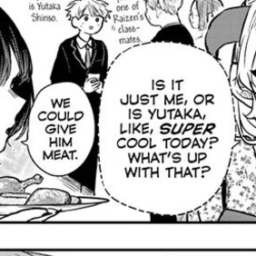 is Yutaka
Shinso.
one of
Raizen's
class-
mates.
IS IT
JUST ME, OR
IS YUTAKA,
LIKE, SUPER
COOL TODAY?
WHAT'S UP
WITH THAT?
WE
COULD
GIVE
HIM
MEAT.